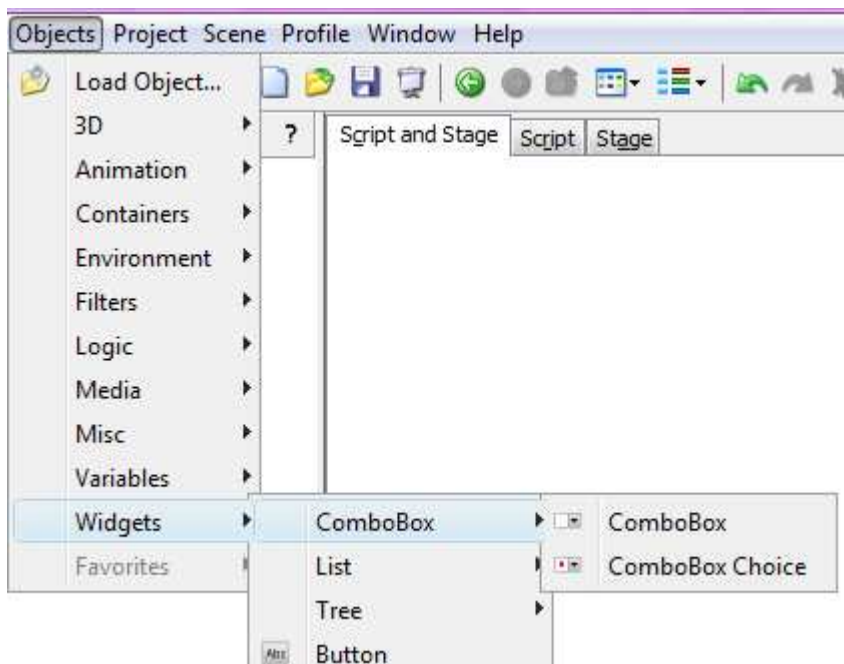 Objects Project Scene Profile Window Help
Load Object...
3D
?
Script and Stage
Script
Stage
Animation
Containers
Environment
Filters
Logic
Media
Misc
Variables
Widgets
ComboBox
ComboBox
Favorites
List
ComboBox Choice
Tree
Abc
Button